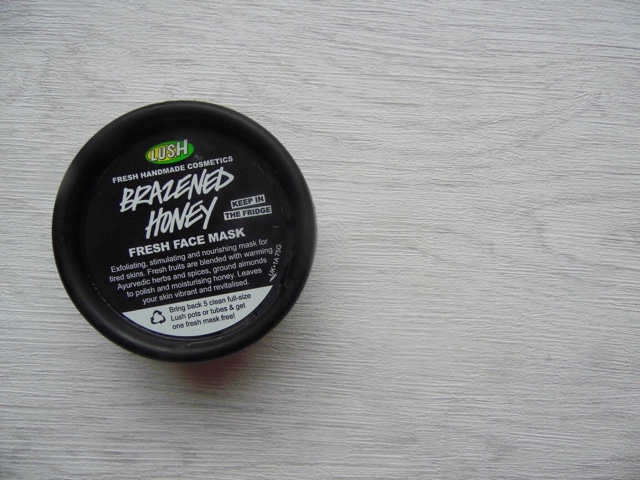 LUSH
FRESH HANDMADE COSMETICS
BRAZENED
HONEY
KEEP IN
THE FRIDGE
FRESH FACE MASK
Exfoliating, stimulating and nourishing mask for
tired skins. Fresh fruits are blended with warming
Ayurvedic herbs and spices, ground almonds
to polish and moisturising honey. Leaves
your skin vibrant and revitalised.
Bring back 5 clean full-size
Lush pots or tubes & get
one fresh mask free!